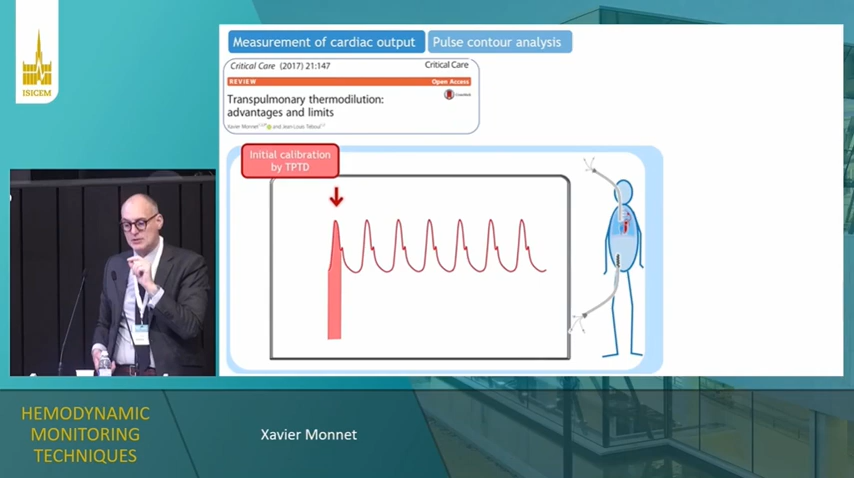 ISICEM
Measurement of cardiac output
Pulse contour analysis
Critical Care (2017) 21:147
Critical Care
REVIEW
Open Access
Transpulmonary thermodilution:
advantages and limits
Xavier Monnet and Jean-Louis Teboul
Initial calibration
by TPTD
HEMODYNAMIC
MONITORING
TECHNIQUES
Xavier Monnet